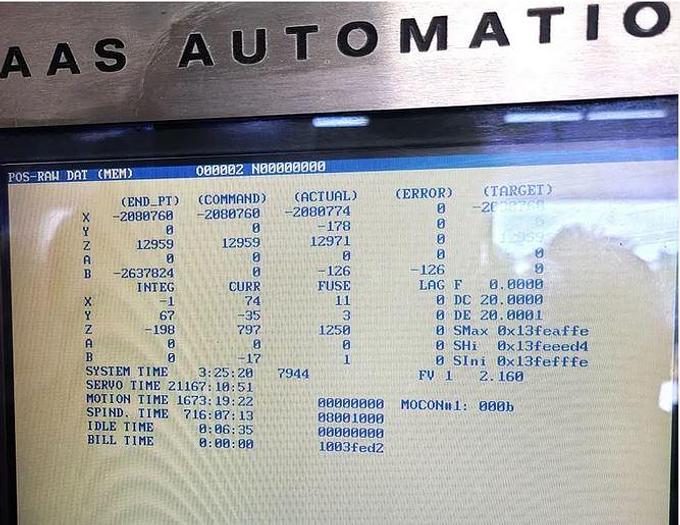 AAS AUTOMATIO
POS-RAW DAT (MEM) O00002 N00000000
(END_PT) (COMMAND) (ACTUAL) (ERROR) (TARGET)
X -2080760 -2080760 -2080774 0
Y 0 0 -178 0 0
Z 12959 12959 12971 0 12959
A 0 0 0 0 0
B -2637824 0 -126 -126 0
INTEG CURR FUSE LAG F 0.0000
X -1 74 11 0 DC 20.0000
Y 67 -35 3 0 DE 20.0001
Z -198 797 1250 0 SMax 0x13feaffe
A 0 0 0 0 SHi 0x13feeed4
B 0 -17 1 0 SIni 0x13fefffe
SYSTEM TIME 3:25:20 7944 FV 1 2.160
SERVO TIME 21167:10:51
MOTION TIME 1673:19:22 00000000 MOCON#1: 000b
SPIND. TIME 716:07:13 08001000
IDLE TIME 0:06:35 00000000
BILL TIME 0:00:00 1003fed2